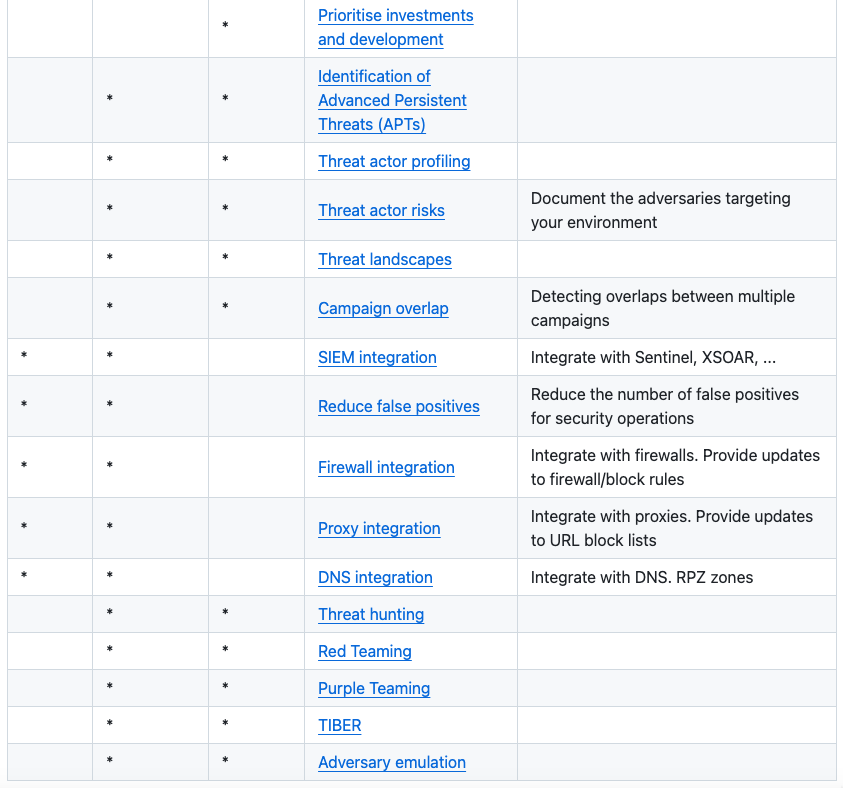 * Prioritise investments
and development
* * Identification of
Advanced Persistent
Threats (APTs)
* * Threat actor profiling
* * Threat actor risks Document the adversaries targeting
your environment
* * Threat landscapes
* * Campaign overlap Detecting overlaps between multiple
campaigns
* * SIEM integration Integrate with Sentinel, XSOAR, ...
* * Reduce false positives Reduce the number of false positives
for security operations
* * Firewall integration Integrate with firewalls. Provide updates
to firewall/block rules
* * Proxy integration Integrate with proxies. Provide updates
to URL block lists
* * DNS integration Integrate with DNS. RPZ zones
* * Threat hunting
* * Red Teaming
* * Purple Teaming
* * TIBER
* * Adversary emulation